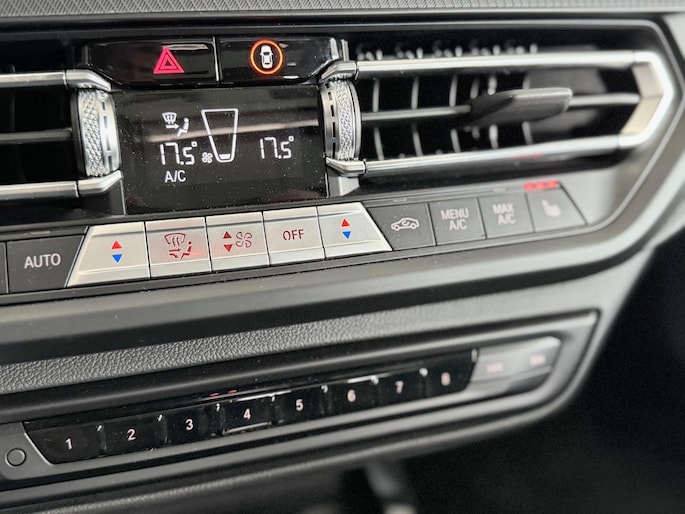 17.5° 17.5°
A/C
AUTO OFF MENU A/C MAX A/C
1 2 3 4 5 6 7 8